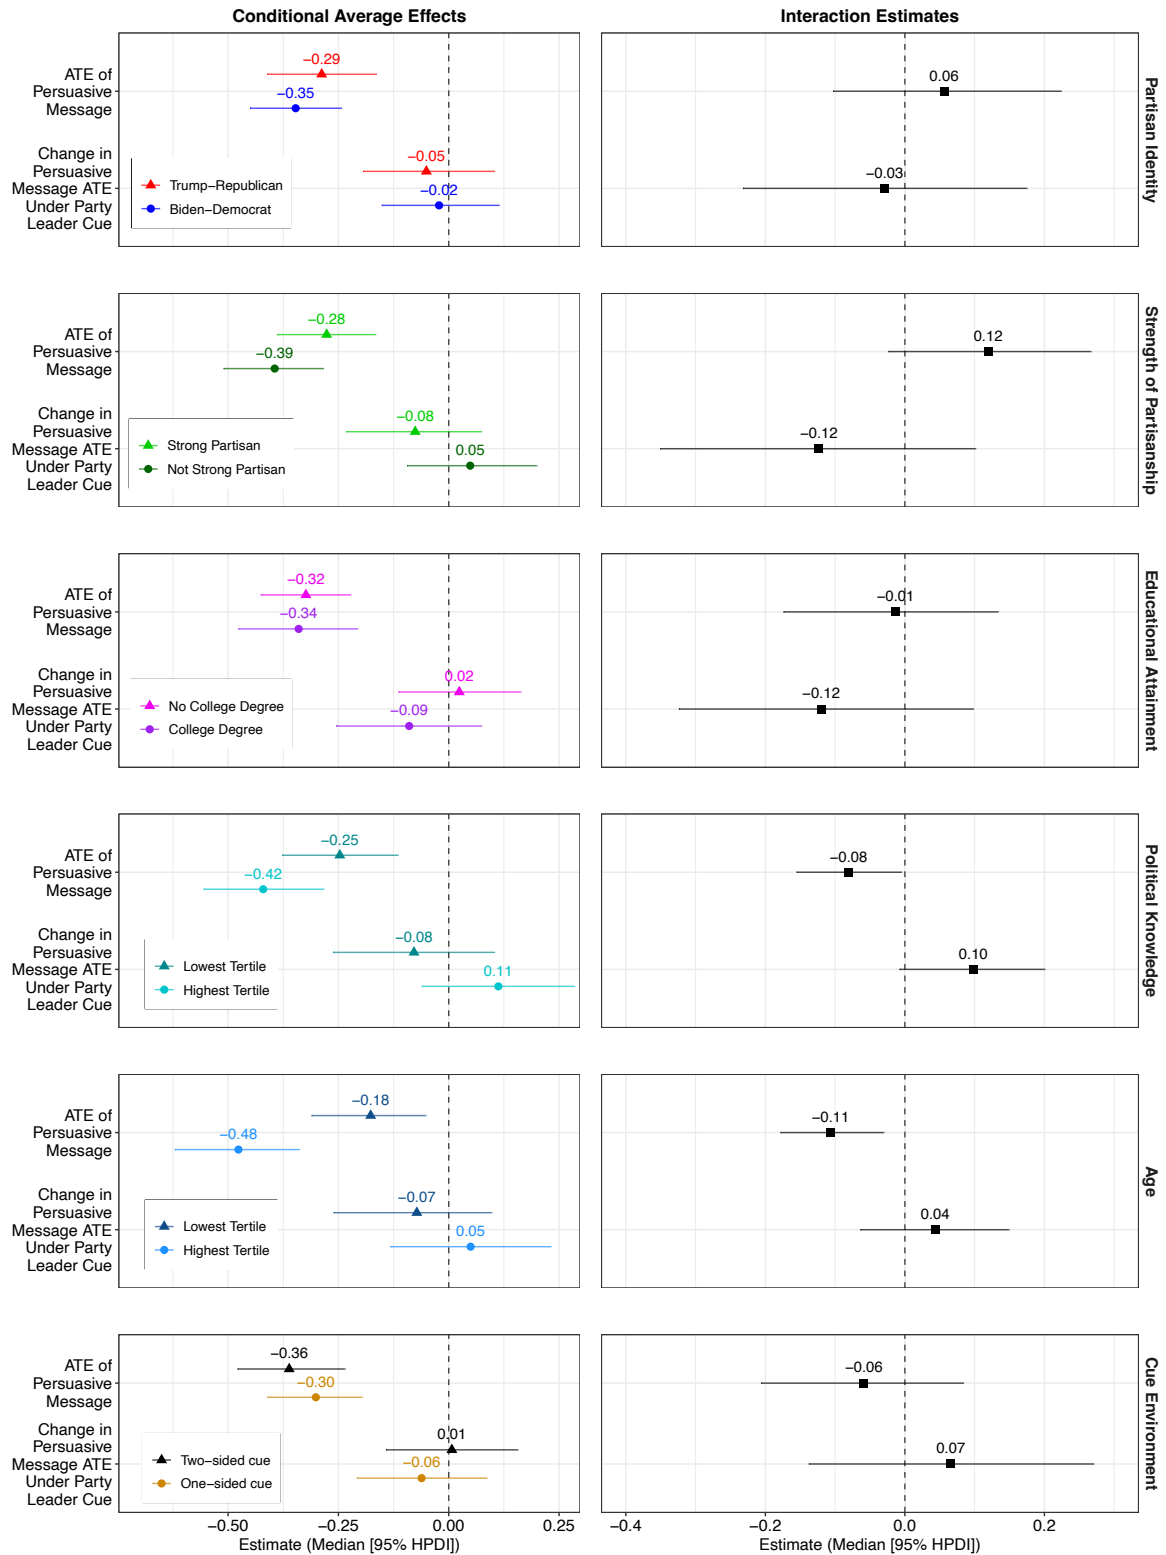 Conditional Average Effects
Interaction Estimates
ATE of
Persuasive
Message
Change in
Persuasive
Message ATE
Under Party
Leader Cue
−0.29
−0.35
−0.05
−0.02
Trump−Republican
Biden−Democrat
0.06
−0.03
Partisan Identity
ATE of
Persuasive
Message
Change in
Persuasive
Message ATE
Under Party
Leader Cue
−0.28
−0.39
−0.08
0.05
Strong Partisan
Not Strong Partisan
0.12
−0.12
Strength of Partisanship
ATE of
Persuasive
Message
Change in
Persuasive
Message ATE
Under Party
Leader Cue
−0.32
−0.34
0.02
−0.09
No College Degree
College Degree
−0.01
−0.12
Educational Attainment
ATE of
Persuasive
Message
Change in
Persuasive
Message ATE
Under Party
Leader Cue
−0.25
−0.42
−0.08
0.11
Lowest Tertile
Highest Tertile
−0.08
0.10
Political Knowledge
ATE of
Persuasive
Message
Change in
Persuasive
Message ATE
Under Party
Leader Cue
−0.18
−0.48
−0.07
0.05
Lowest Tertile
Highest Tertile
−0.11
0.04
Age
ATE of
Persuasive
Message
Change in
Persuasive
Message ATE
Under Party
Leader Cue
−0.36
−0.30
0.01
−0.06
Two−sided cue
One−sided cue
−0.06
0.07
Cue Environment
−0.50 −0.25 0.00 0.25
Estimate (Median [95% HPDI])
−0.4 −0.2 0.0 0.2
Estimate (Median [95% HPDI])